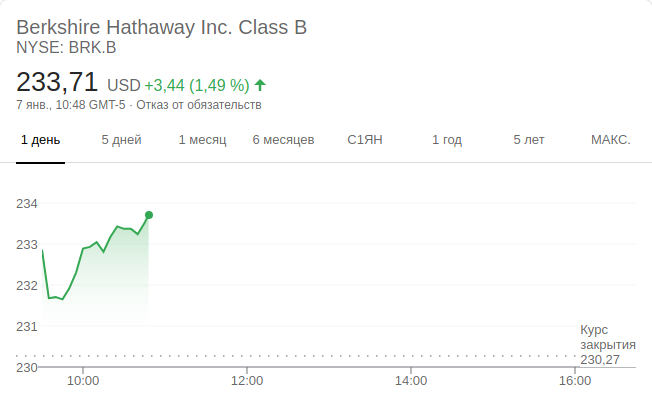 Berkshire Hathaway Inc. Class B
NYSE: BRK.B
233,71 USD +3,44 (1,49 %)
7 янв., 10:48 GMT-5 · Отказ от обязательств
1 день 5 дней 1 месяц 6 месяцев С1ЯН 1 год 5 лет МАКС.
234
233
232
231
230
Курс
закрытия
230,27
10:00 12:00 14:00 16:00